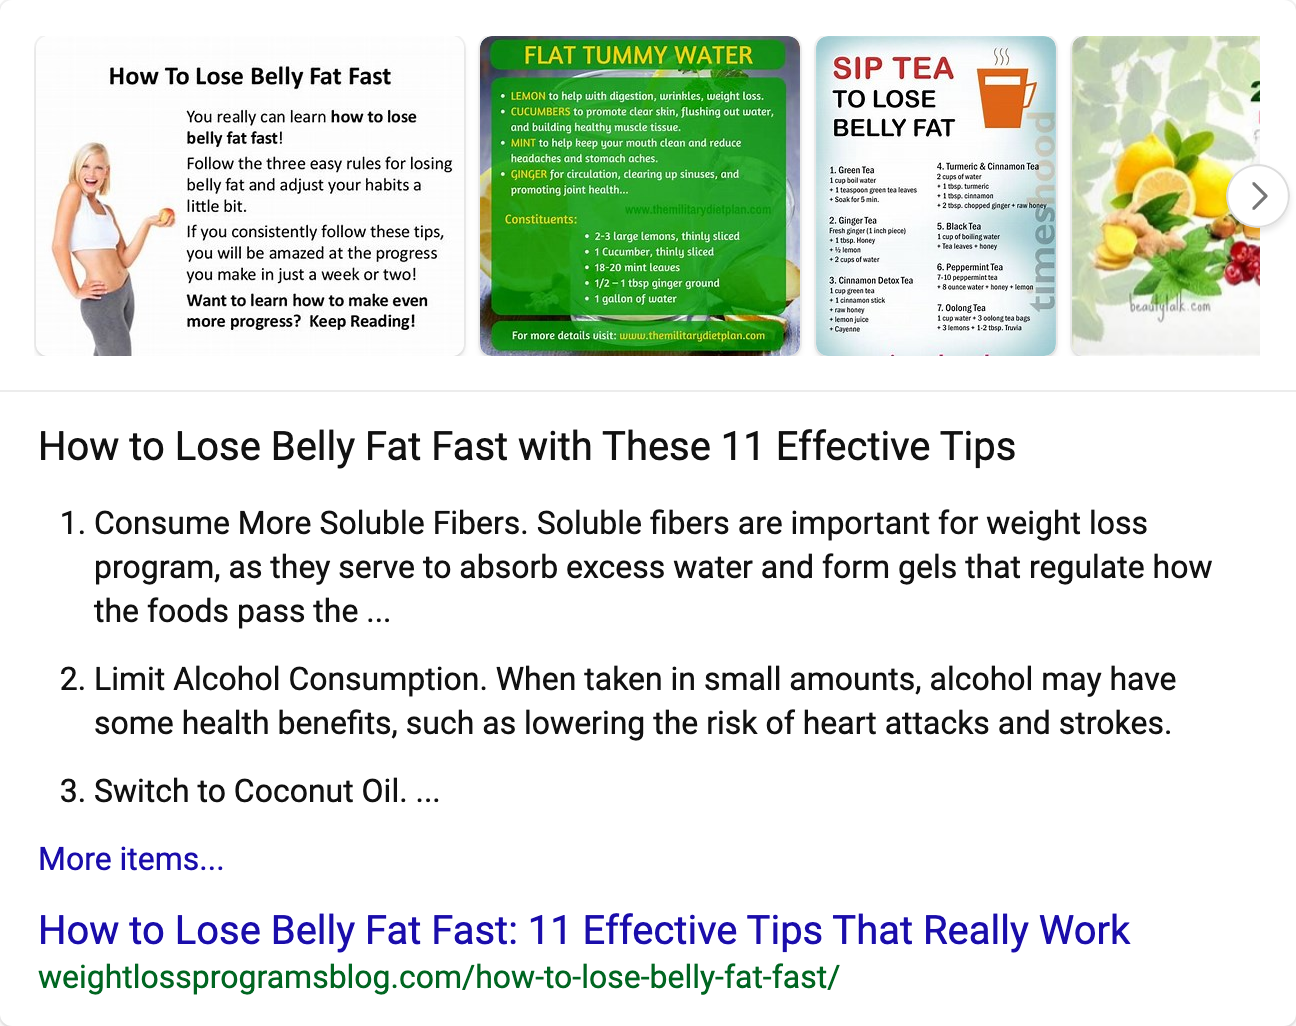 How To Lose Belly Fat Fast
You really can learn how to lose
belly fat fast!
Follow the three easy rules for losing
belly fat and adjust your habits a
little bit.
If you consistently follow these tips,
you will be amazed at the progress
you make in just a week or two!
Want to learn how to make even
more progress?  Keep Reading!
FLAT TUMMY WATER
• LEMON to help with digestion, wrinkles, weight loss.
• CUCUMBERS to promote clear skin, flushing out water,
and building healthy muscle tissue.
• MINT to help keep your mouth clean and reduce
headaches and stomach aches.
• GINGER for circulation, clearing up sinuses, and
promoting joint health...
www.themilitarydietplan.com
Constituents:
• 2-3 large lemons, thinly sliced
• 1 Cucumber, thinly sliced
• 18-20 mint leaves
• 1/2 – 1 tbsp ginger ground
• 1 gallon of water
For more details visit: www.themilitarydietplan.com
SIP TEA
TO LOSE
BELLY FAT
1. Green Tea
1 cup boil water
+ 1 teaspoon green tea leaves
+ Soak for 5 min.
2. Ginger Tea
Fresh ginger (1 inch piece)
+ 1 tbsp. Honey
+ ½ lemon
+ 2 cups of water
3. Cinnamon Detox Tea
1 cup green tea
+ 1 cinnamon stick
+ raw honey
+ lemon juice
+ Cayenne
4. Turmeric & Cinnamon Tea
2 cups of water
+ 1 tbsp. turmeric
+ 1 tbsp. cinnamon
+ 2 tbsp. chopped ginger + raw honey
5. Black Tea
1 cup of boiling water
+ Tea leaves + honey
6. Peppermint Tea
7-10 peppermint tea
+ 8 ounce water + honey + lemon
7. Oolong Tea
1 cup water + 3 oolong tea bags
+ 3 lemons + 1-2 tbsp. Truvia
timeshood
beautytalk.com
How to Lose Belly Fat Fast with These 11 Effective Tips
1. Consume More Soluble Fibers. Soluble fibers are important for weight loss
program, as they serve to absorb excess water and form gels that regulate how
the foods pass the ...
2. Limit Alcohol Consumption. When taken in small amounts, alcohol may have
some health benefits, such as lowering the risk of heart attacks and strokes.
3. Switch to Coconut Oil. ...
More items...
How to Lose Belly Fat Fast: 11 Effective Tips That Really Work
weightlossprogramsblog.com/how-to-lose-belly-fat-fast/